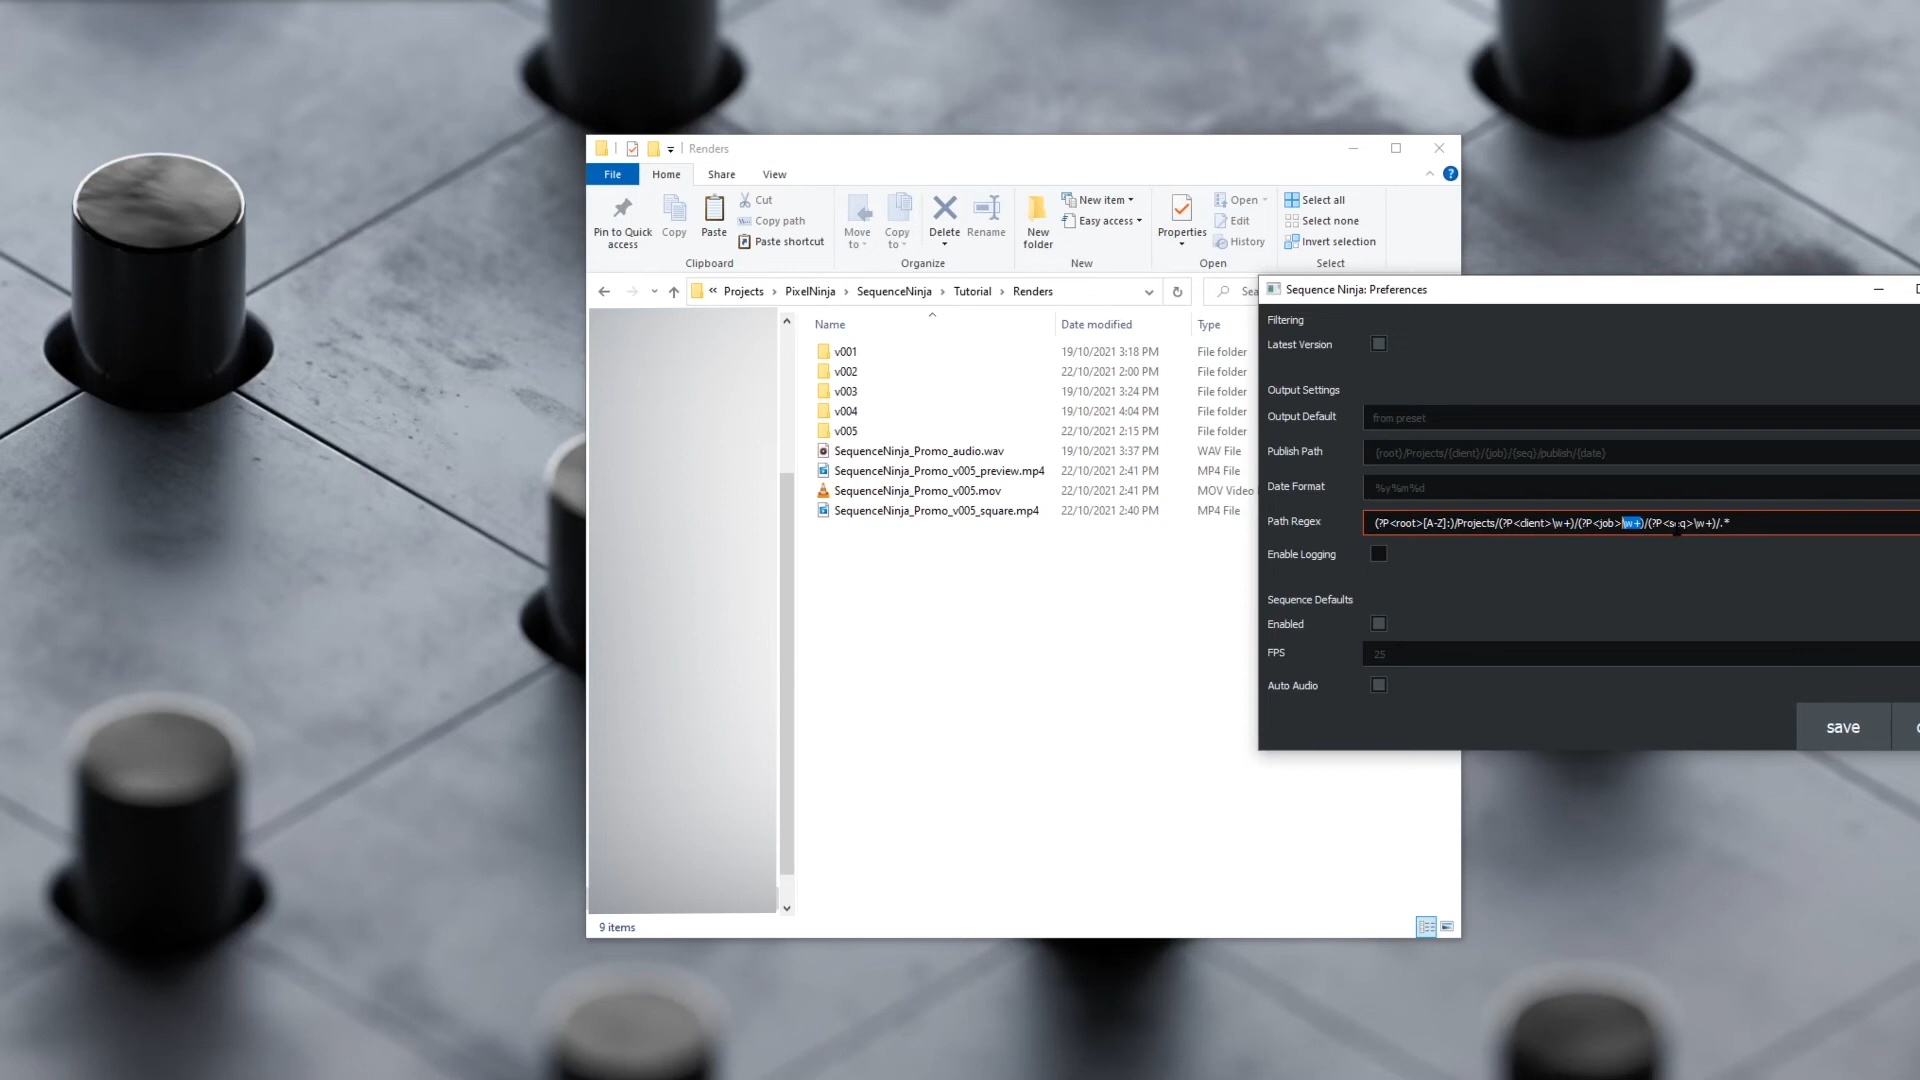 Renders
File
Home
Share
View
Pin to Quick access
Copy
Paste
Cut
Copy path
Paste shortcut
Clipboard
Move to
Copy to
Delete
Rename
Organize
New folder
New item
Easy access
New
Properties
Open
Edit
History
Open
Select all
Select none
Invert selection
Select
« Projects › PixelNinja › SequenceNinja › Tutorial › Renders
Sea
Name Date modified Type
v001 19/10/2021 3:18 PM File folder
v002 22/10/2021 2:00 PM File folder
v003 19/10/2021 3:24 PM File folder
v004 19/10/2021 4:04 PM File folder
v005 22/10/2021 2:15 PM File folder
SequenceNinja_Promo_audio.wav 19/10/2021 3:37 PM WAV File
SequenceNinja_Promo_v005_preview.mp4 22/10/2021 2:41 PM MP4 File
SequenceNinja_Promo_v005.mov 22/10/2021 2:41 PM MOV Video
SequenceNinja_Promo_v005_square.mp4 22/10/2021 2:40 PM MP4 File
9 items
Sequence Ninja: Preferences
Filtering
Latest Version
Output Settings
Output Default from preset
Publish Path {root}/Projects/{client}/{job}/{seq}/publish/{date}
Date Format %y%m%d
Path Regex (?P<root>[A-Z]:)/Projects/(?P<client>\w+)/(?P<job>\w+)/(?P<seq>\w+)/.*
Enable Logging
Sequence Defaults
Enabled
FPS 25
Auto Audio
save